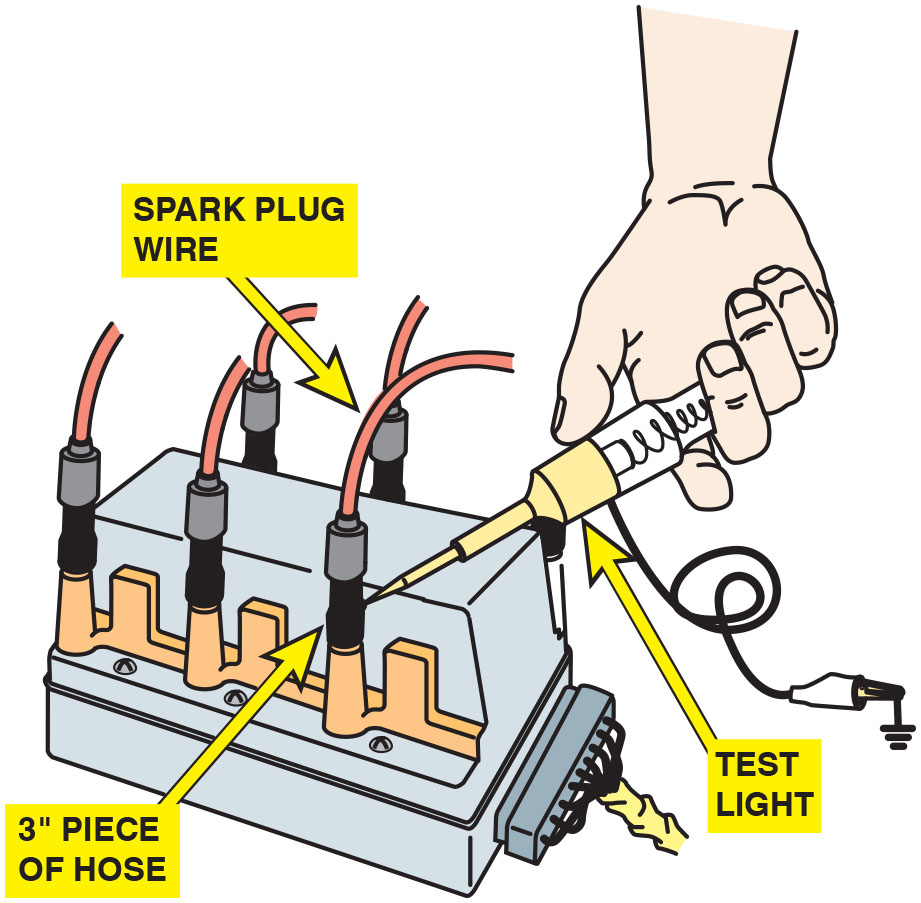 SPARK PLUG
WIRE
TEST
LIGHT
3" PIECE
OF HOSE